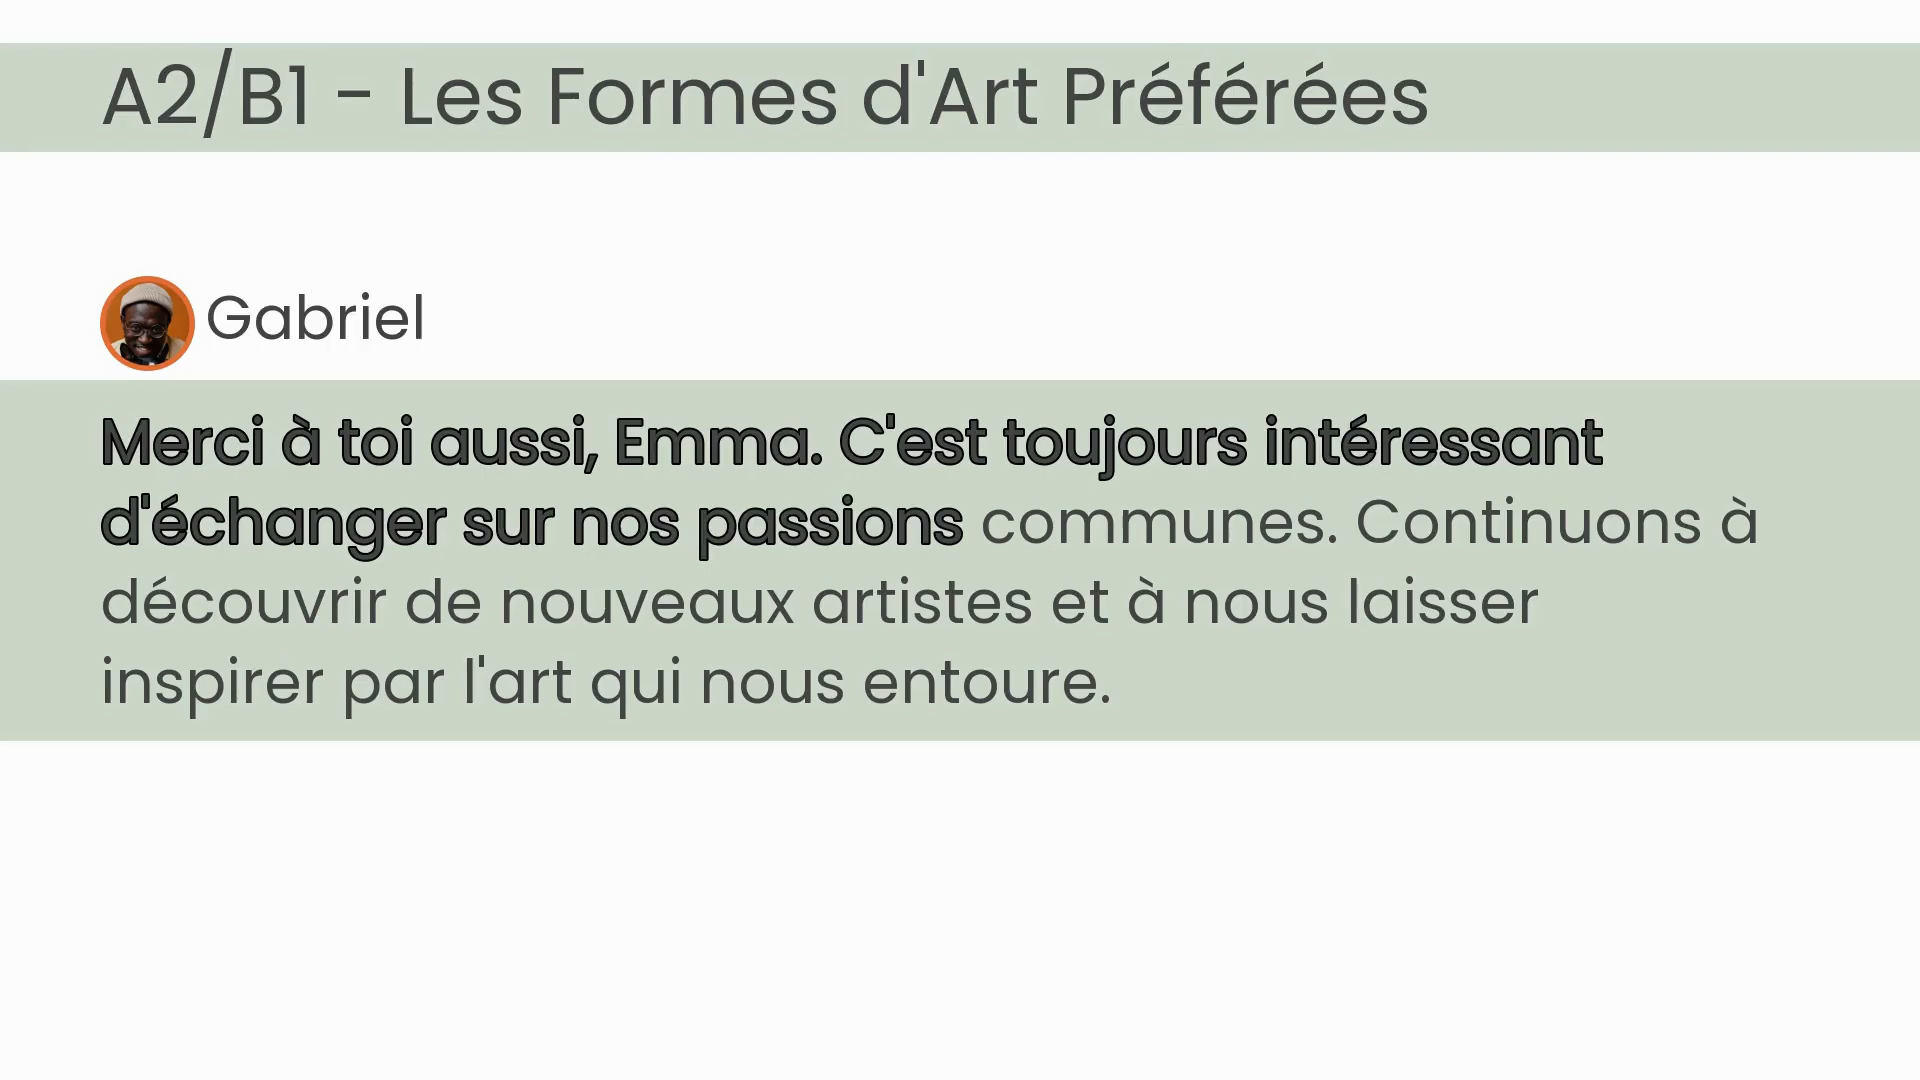 A2/B1 - Les Formes d'Art Préférées
Gabriel
Merci à toi aussi, Emma. C'est toujours intéressant
d'échanger sur nos passions communes. Continuons à
découvrir de nouveaux artistes et à nous laisser
inspirer par l'art qui nous entoure.